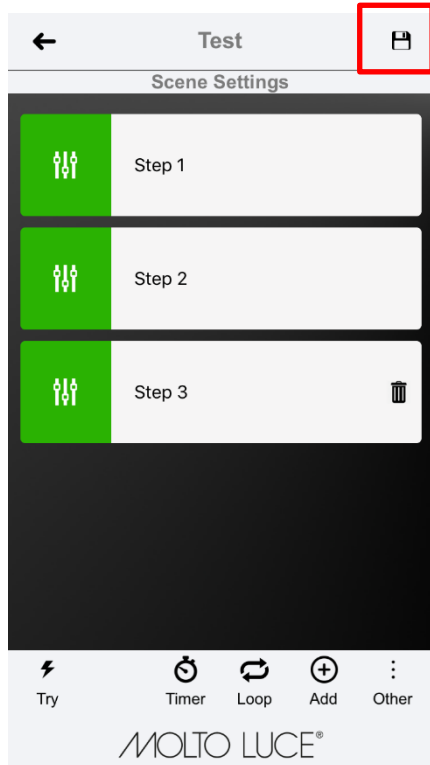 Test
Scene Settings
Step 1
Step 2
Step 3
Try Timer Loop Add Other
MOLTO LUCE®